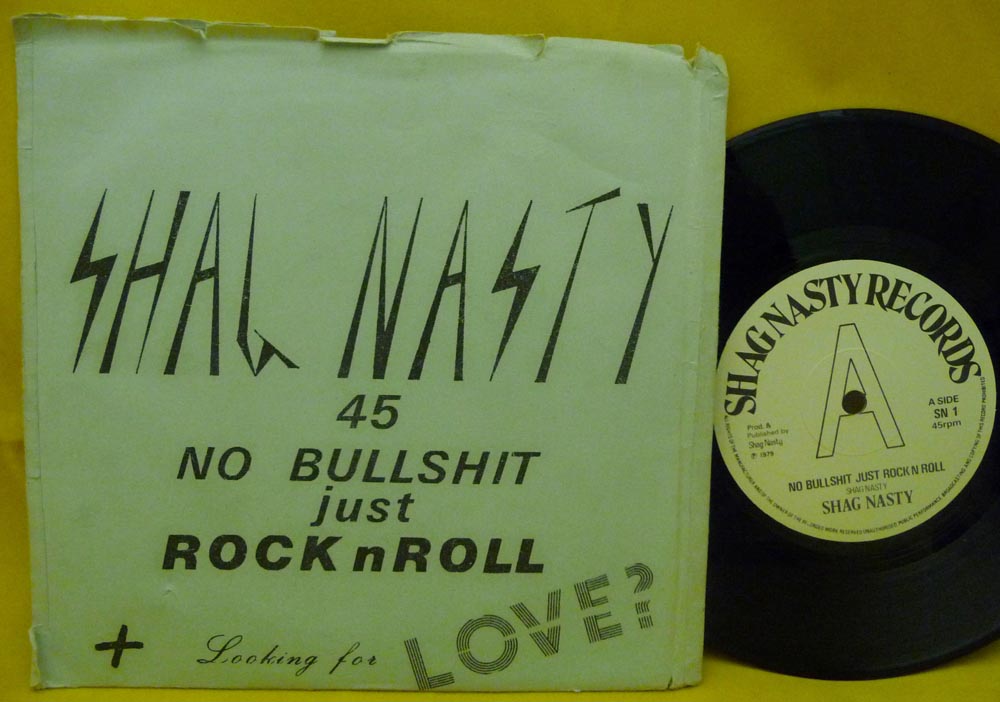 SHAG NASTY
45
NO BULLSHIT
just
ROCK n ROLL
+ Looking for LOVE?
SHAG NASTY RECORDS
A
A SIDE
SN 1
45rpm
Prod. &
Published by
Shag Nasty
℗ 1979
NO BULLSHIT JUST ROCK N ROLL
SHAG NASTY
SHAG NASTY